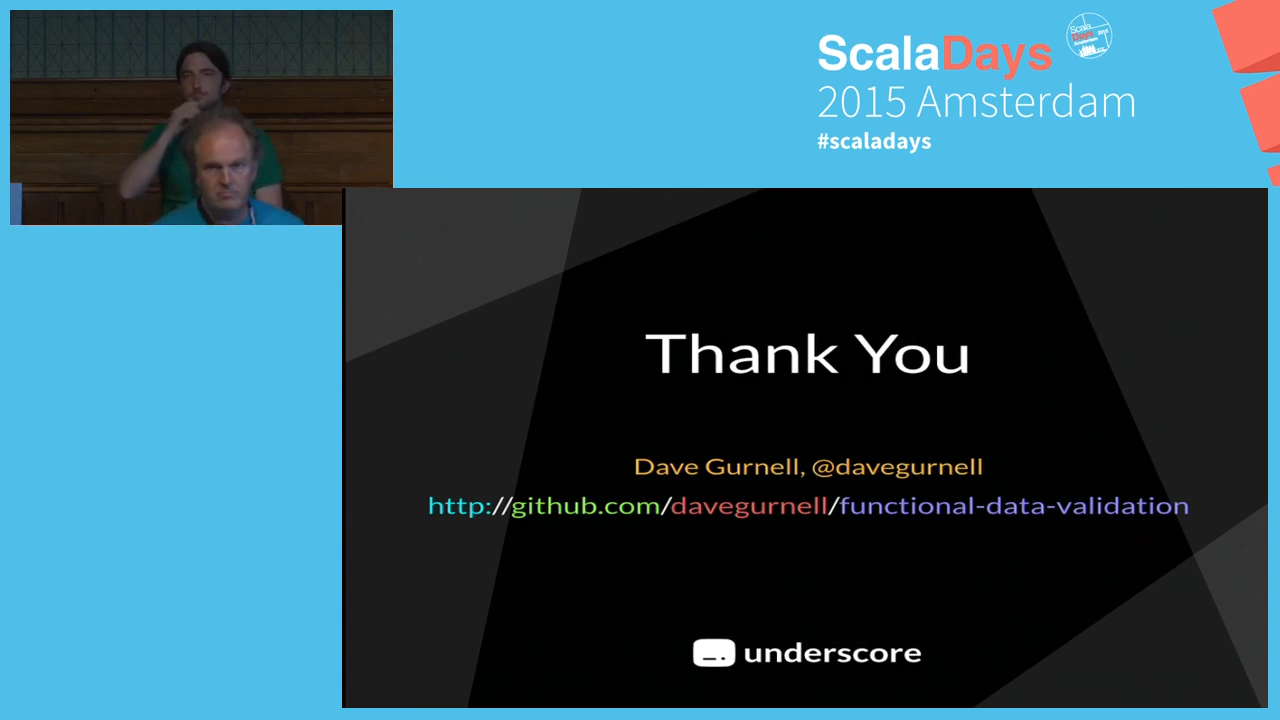 ScalaDays
2015 Amsterdam
#scaladays
Thank You
Dave Gurnell, @davegurnell
http://github.com/davegurnell/functional-data-validation
underscore